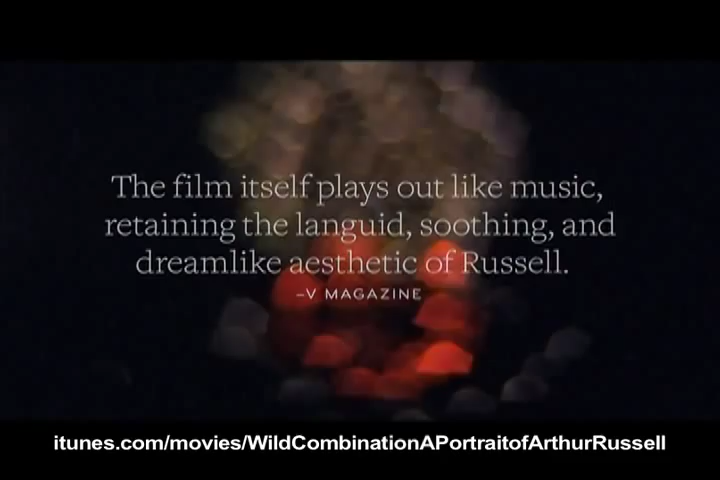 The film itself plays out like music,
retaining the languid, soothing, and
dreamlike aesthetic of Russell.
–V MAGAZINE
itunes.com/movies/WildCombinationAPortraitofArthurRussell